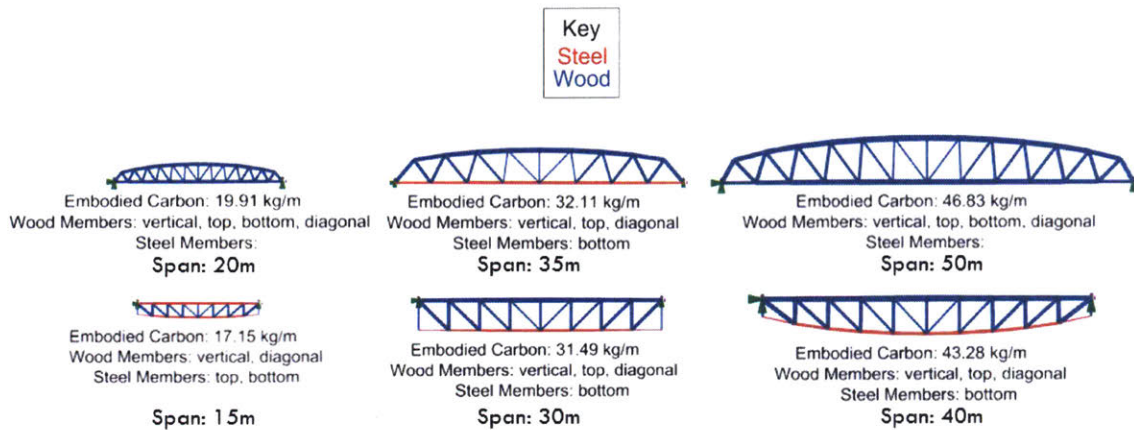 Key
Steel
Wood
Embodied Carbon: 19.91 kg/m
Wood Members: vertical, top, bottom, diagonal
Steel Members:
Span: 20m
Embodied Carbon: 32.11 kg/m
Wood Members: vertical, top, diagonal
Steel Members: bottom
Span: 35m
Embodied Carbon: 46.83 kg/m
Wood Members: vertical, top, bottom, diagonal
Steel Members:
Span: 50m
Embodied Carbon: 17.15 kg/m
Wood Members: vertical, diagonal
Steel Members: top, bottom
Span: 15m
Embodied Carbon: 31.49 kg/m
Wood Members: vertical, top, diagonal
Steel Members: bottom
Span: 30m
Embodied Carbon: 43.28 kg/m
Wood Members: vertical, top, diagonal
Steel Members: bottom
Span: 40m